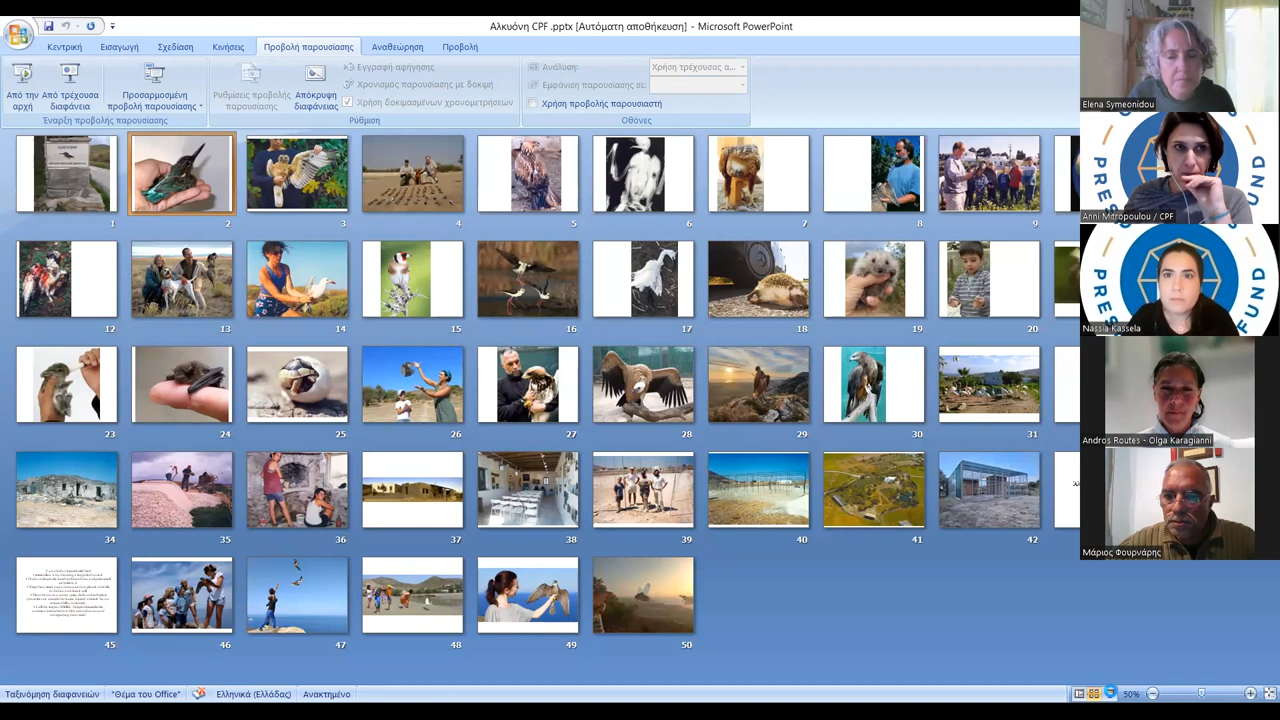 Αλκυόνη CPF .pptx [Αυτόματη αποθήκευση] - Microsoft PowerPoint
Κεντρική Εισαγωγή Σχεδίαση Κινήσεις Προβολή παρουσίασης Αναθεώρηση Προβολή
Από την αρχή
Από τρέχουσα διαφάνεια
Προσαρμοσμένη προβολή παρουσίασης
Έναρξη προβολής παρουσίασης
Ρυθμίσεις προβολής παρουσίασης
Απόκρυψη διαφάνειας
Εγγραφή αφήγησης
Χρονισμός παρουσίασης με δοκιμή
Χρήση δοκιμασμένων χρονομετρήσεων
Ρύθμιση
Ανάλυση: Χρήση τρέχουσας α...
Εμφάνιση παρουσίασης σε:
Χρήση προβολής παρουσιαστή
Οθόνες
1 2 3 4 5 6 7 8 9
12 13 14 15 16 17 18 19 20
23 24 25 26 27 28 29 30 31
34 35 36 37 38 39 40 41 42
45 46 47 48 49 50
Elena Symeonidou
Anni Mitropoulou / CPF
PRES
FUND
Nassia Kassela
PRES
FUND
Andros Routes - Olga Karagianni
Μάριος Φουρνάρης
Ταξινόμηση διαφανειών "Θέμα του Office" Ελληνικά (Ελλάδας) Ανακτημένο 50%